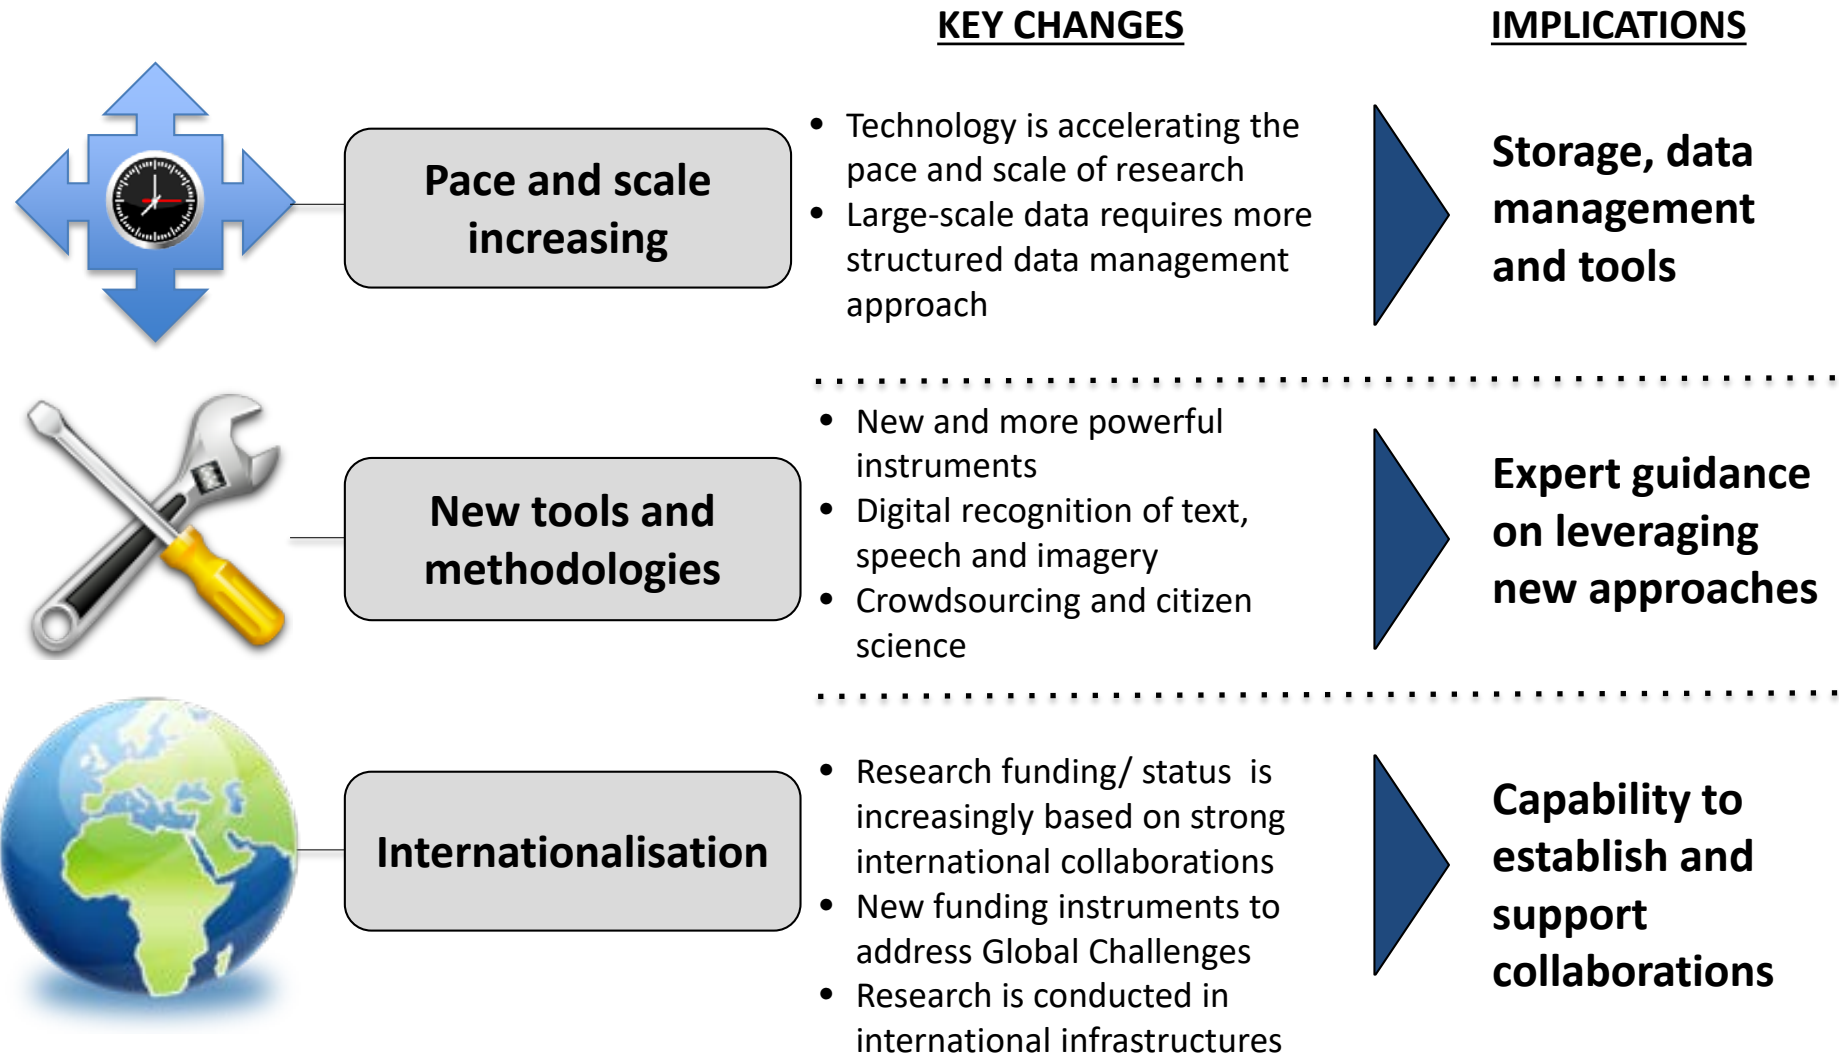 KEY CHANGES
IMPLICATIONS
Pace and scale
increasing
• Technology is accelerating the
pace and scale of research
• Large-scale data requires more
structured data management
approach
Storage, data
management
and tools
New tools and
methodologies
• New and more powerful
instruments
• Digital recognition of text,
speech and imagery
• Crowdsourcing and citizen
science
Expert guidance
on leveraging
new approaches
Internationalisation
• Research funding/ status  is
increasingly based on strong
international collaborations
• New funding instruments to
address Global Challenges
• Research is conducted in
international infrastructures
Capability to
establish and
support
collaborations